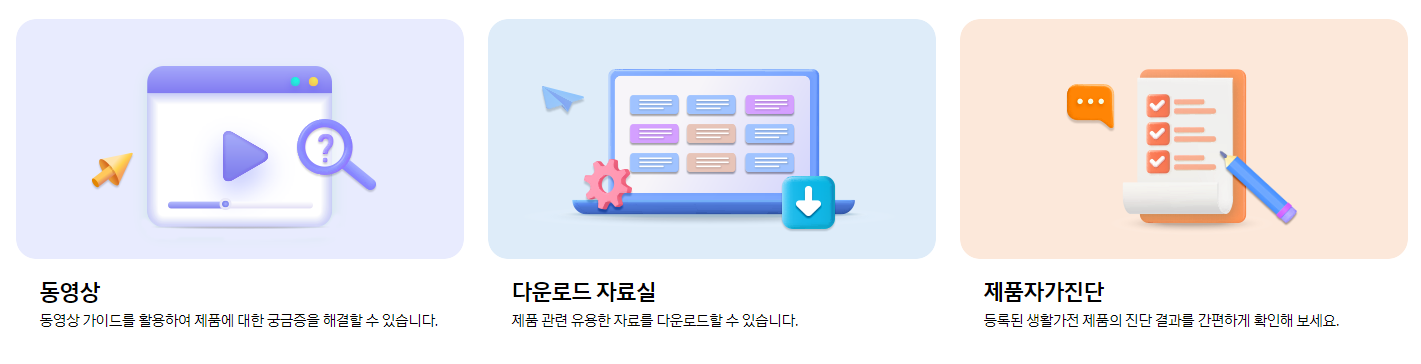 동영상
동영상 가이드를 활용하여 제품에 대한 궁금증을 해결할 수 있습니다.
다운로드 자료실
제품 관련 유용한 자료를 다운로드할 수 있습니다.
제품자가진단
등록된 생활가전 제품의 진단 결과를 간편하게 확인해 보세요.
?